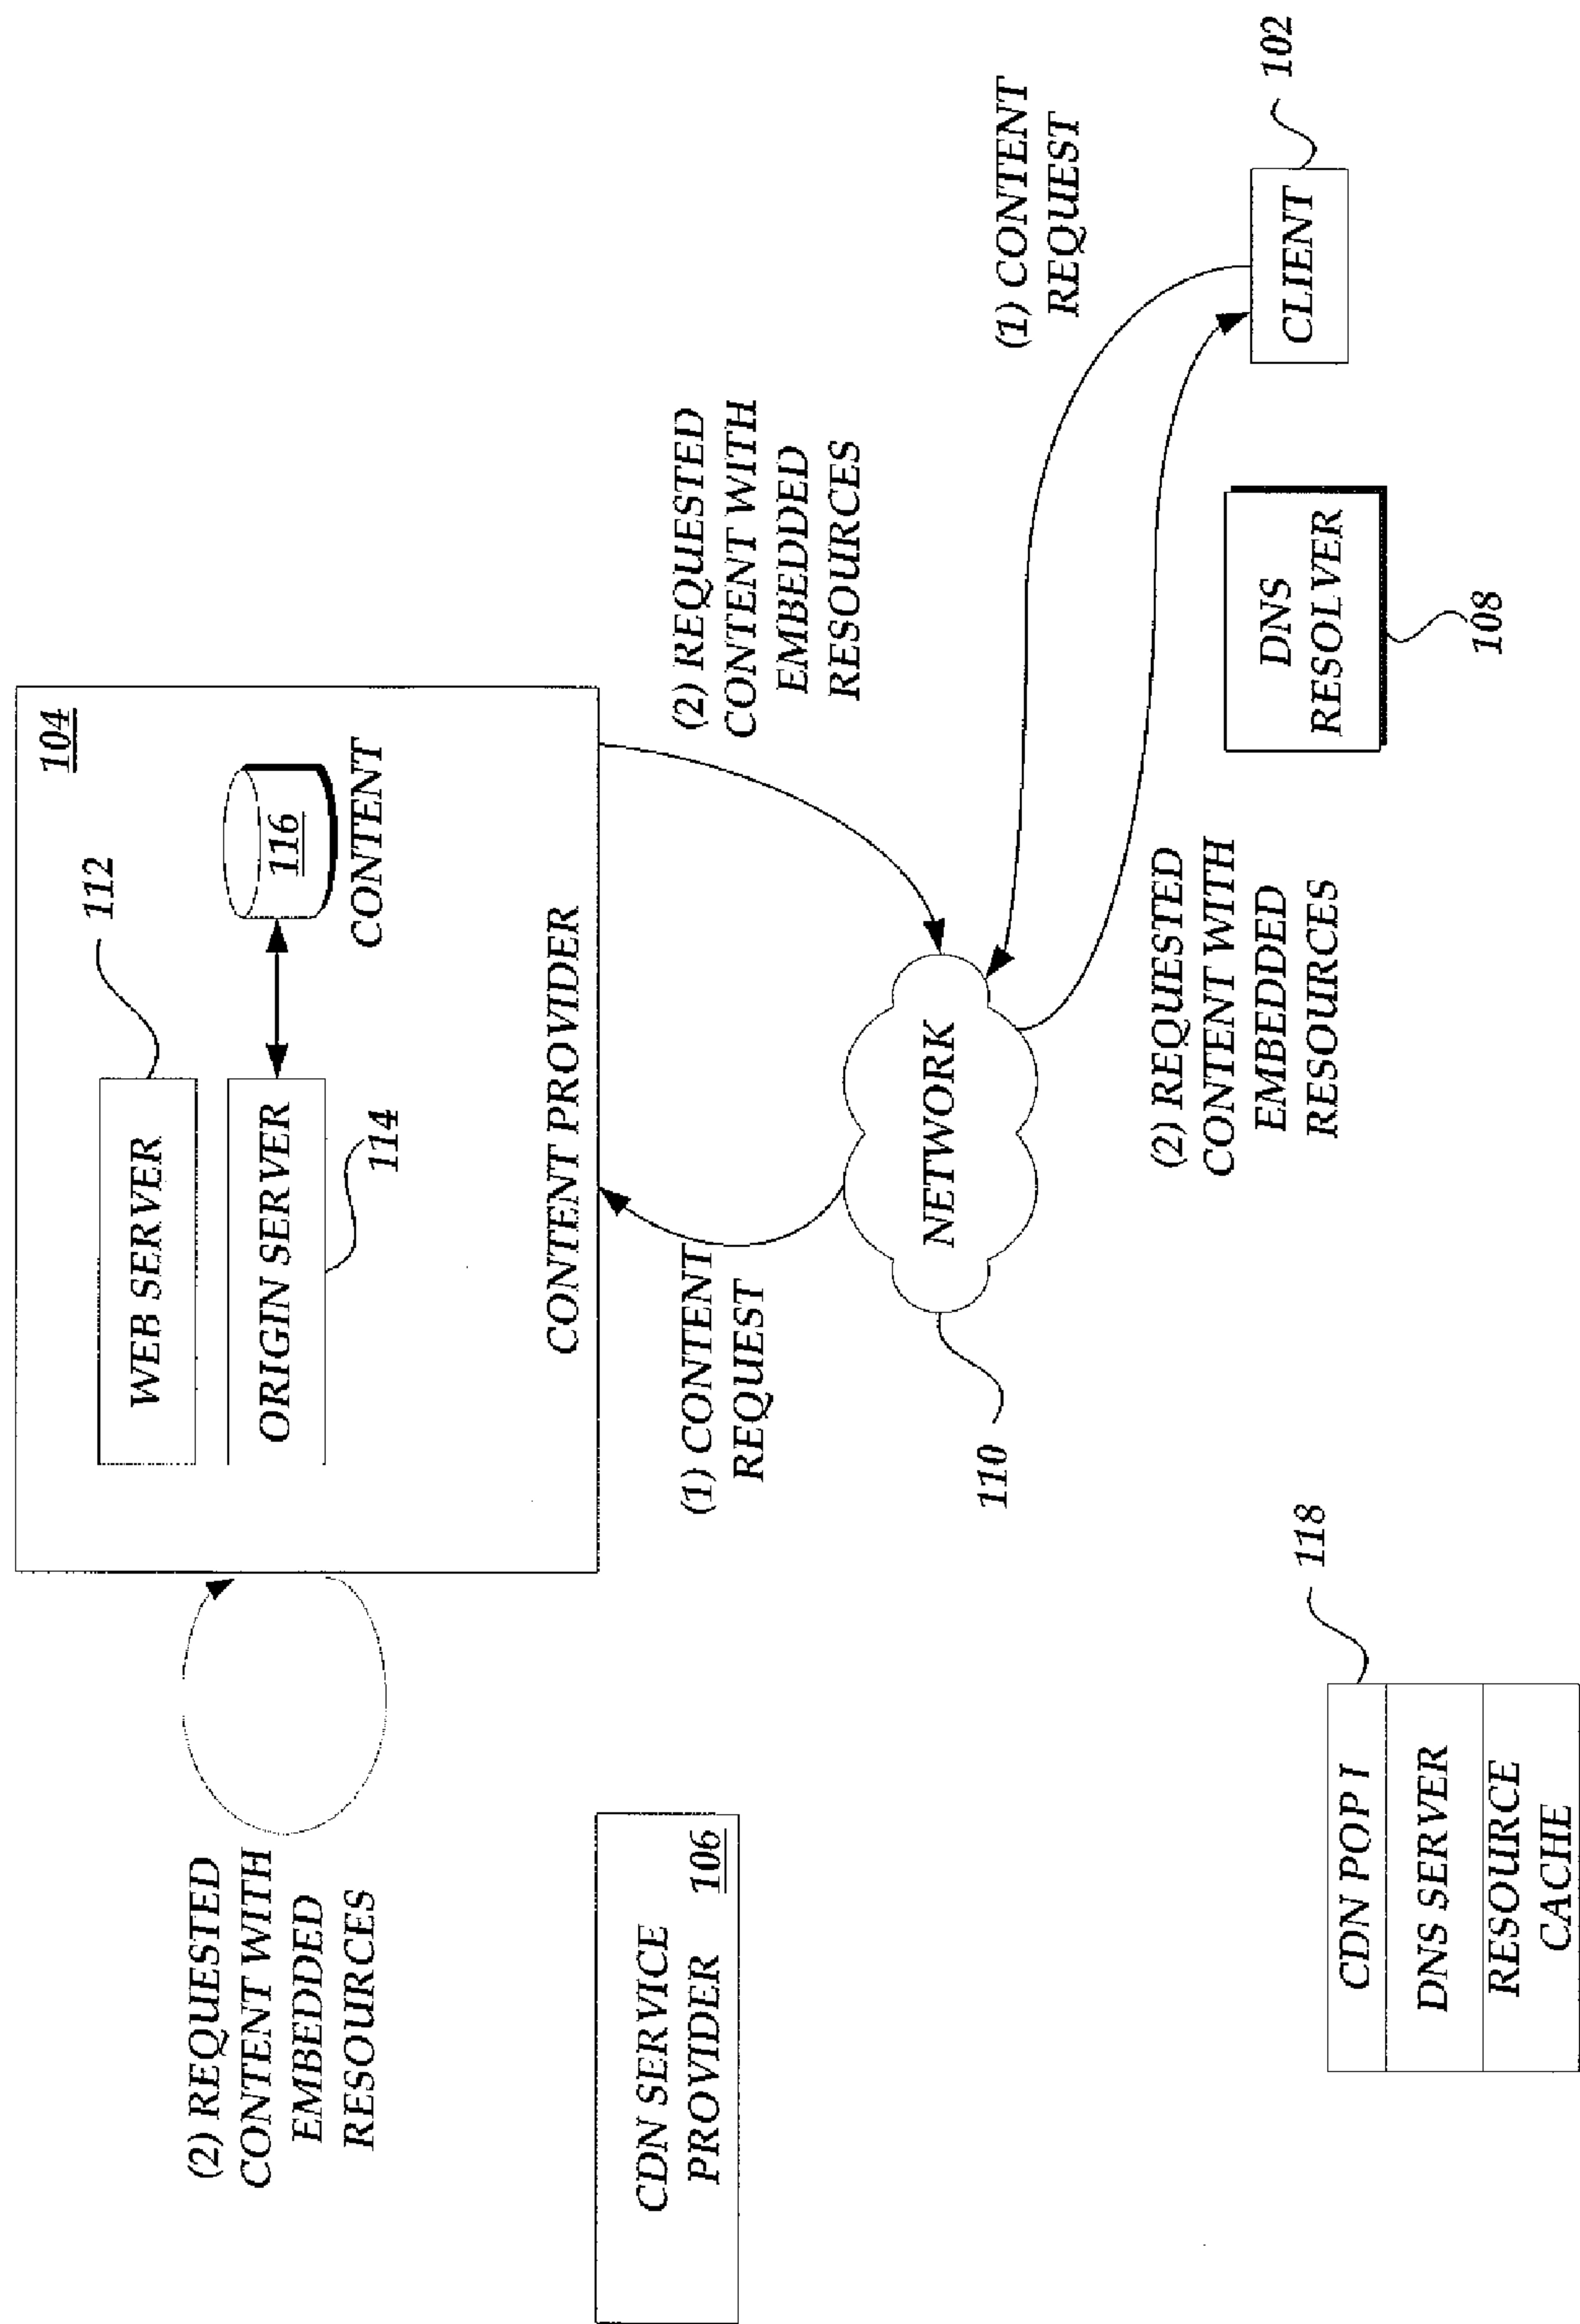 (2) REQUESTED
CONTENT WITH
EMBEDDED
RESOURCES
104
112
WEB SERVER
ORIGIN SERVER
114
116
CONTENT
CONTENT PROVIDER
CDN SERVICE
PROVIDER 106
(1) CONTENT
REQUEST
(2) REQUESTED
CONTENT WITH
EMBEDDED
RESOURCES
NETWORK
110
(1) CONTENT
REQUEST
(2) REQUESTED
CONTENT WITH
EMBEDDED
RESOURCES
CLIENT
102
DNS
RESOLVER
108
118
CDN POP I
DNS SERVER
RESOURCE
CACHE